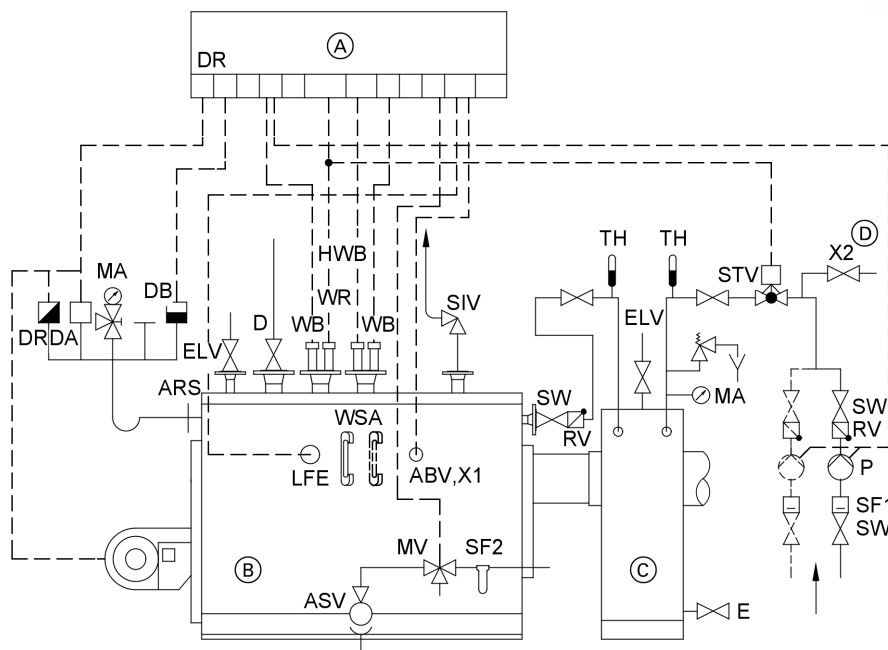 A
DR
D
TH
TH
X2
HWB
STV
MA
DB
WR
SIV
D
ELV
WB
WB
DR
DA
ELV
ARS
SW
MA
SW
WSA
RV
RV
LFE
ABV,X1
P
SF1
MV
SF2
SW
B
C
ASV
E